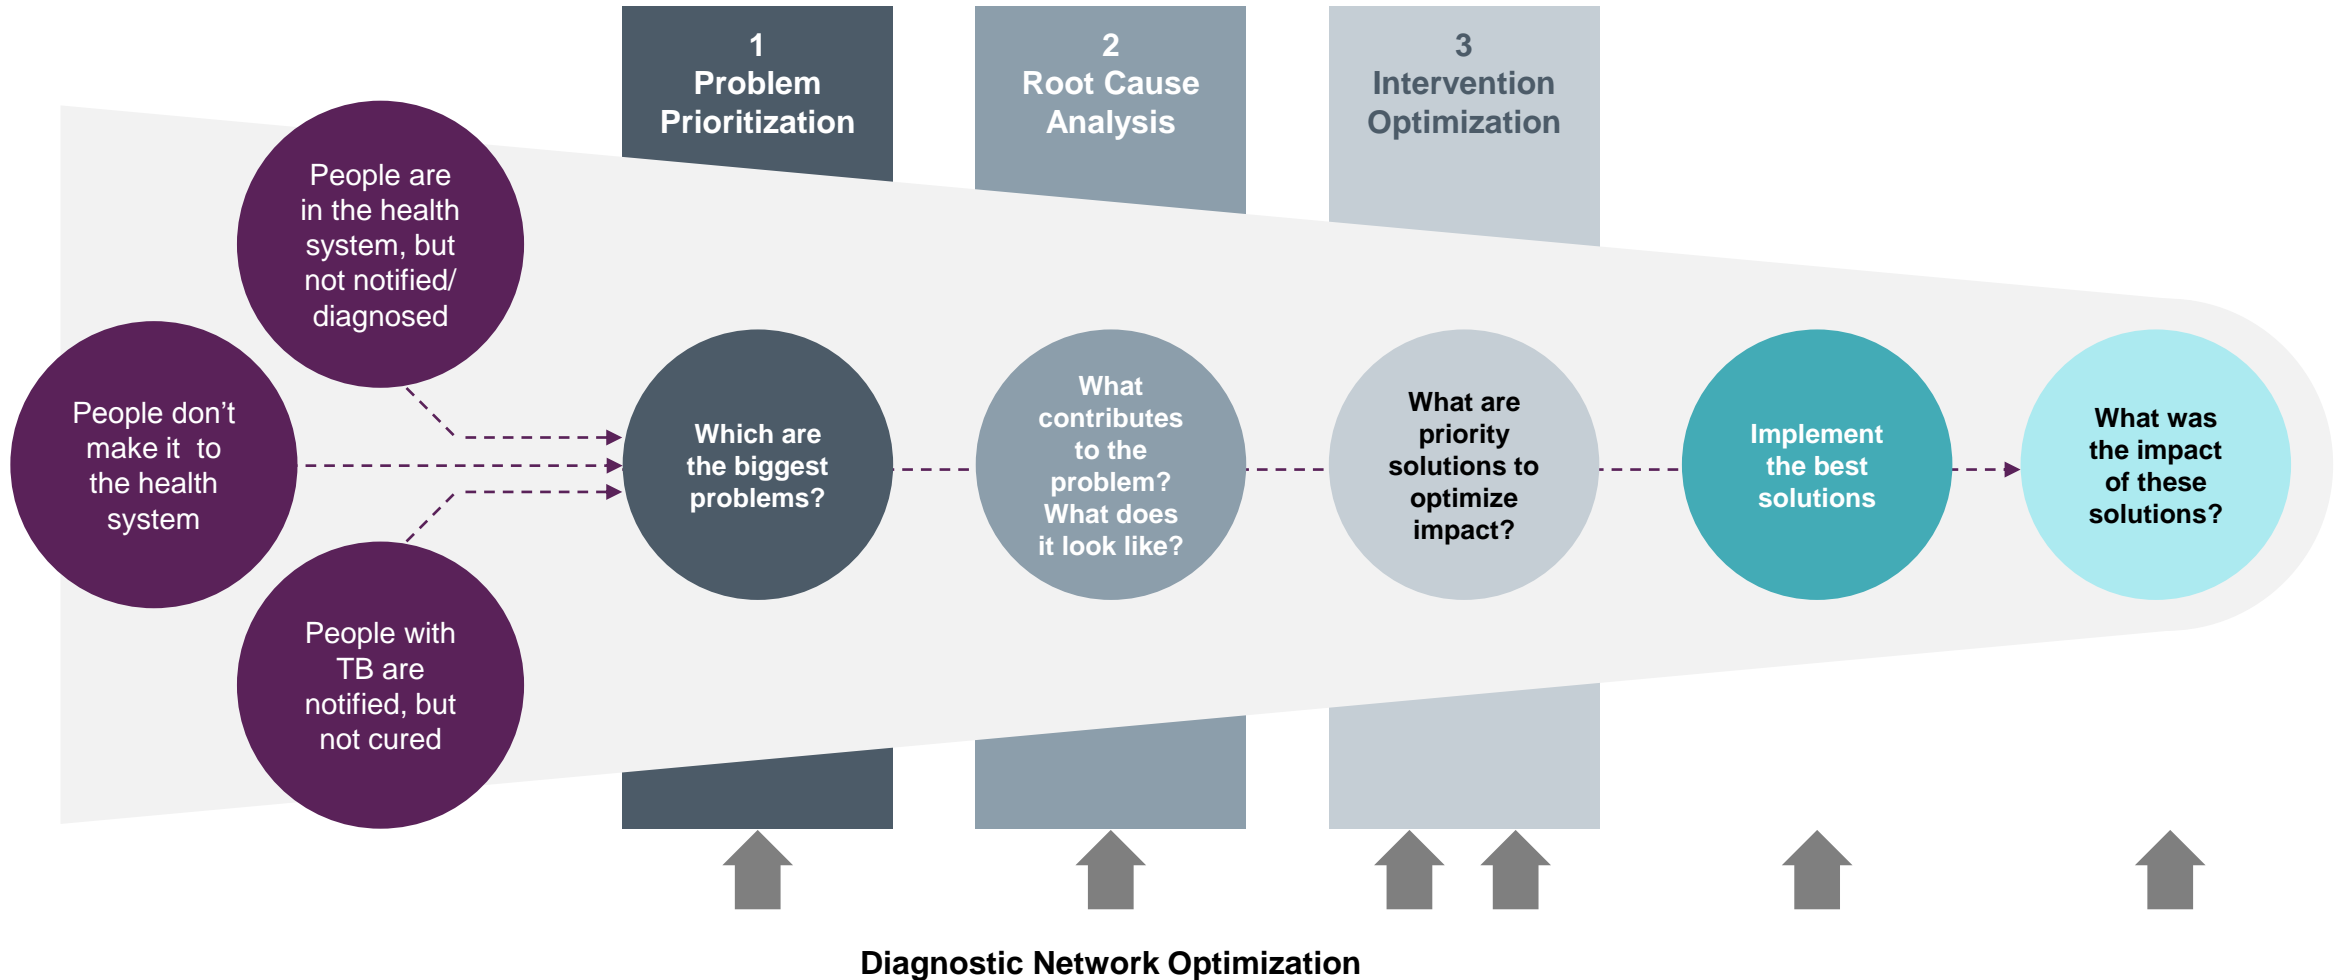 1
Problem
Prioritization
2
Root Cause
Analysis
3
Intervention
Optimization
People are
in the health
system, but
not notified/
diagnosed
People don’t
make it  to
the health
system
People with
TB are
notified, but
not cured
Which are
the biggest
problems?
What
contributes
to the
problem?
What does
it look like?
What are
priority
solutions to
optimize
impact?
Implement
the best
solutions
What was
the impact
of these
solutions?
Diagnostic Network Optimization